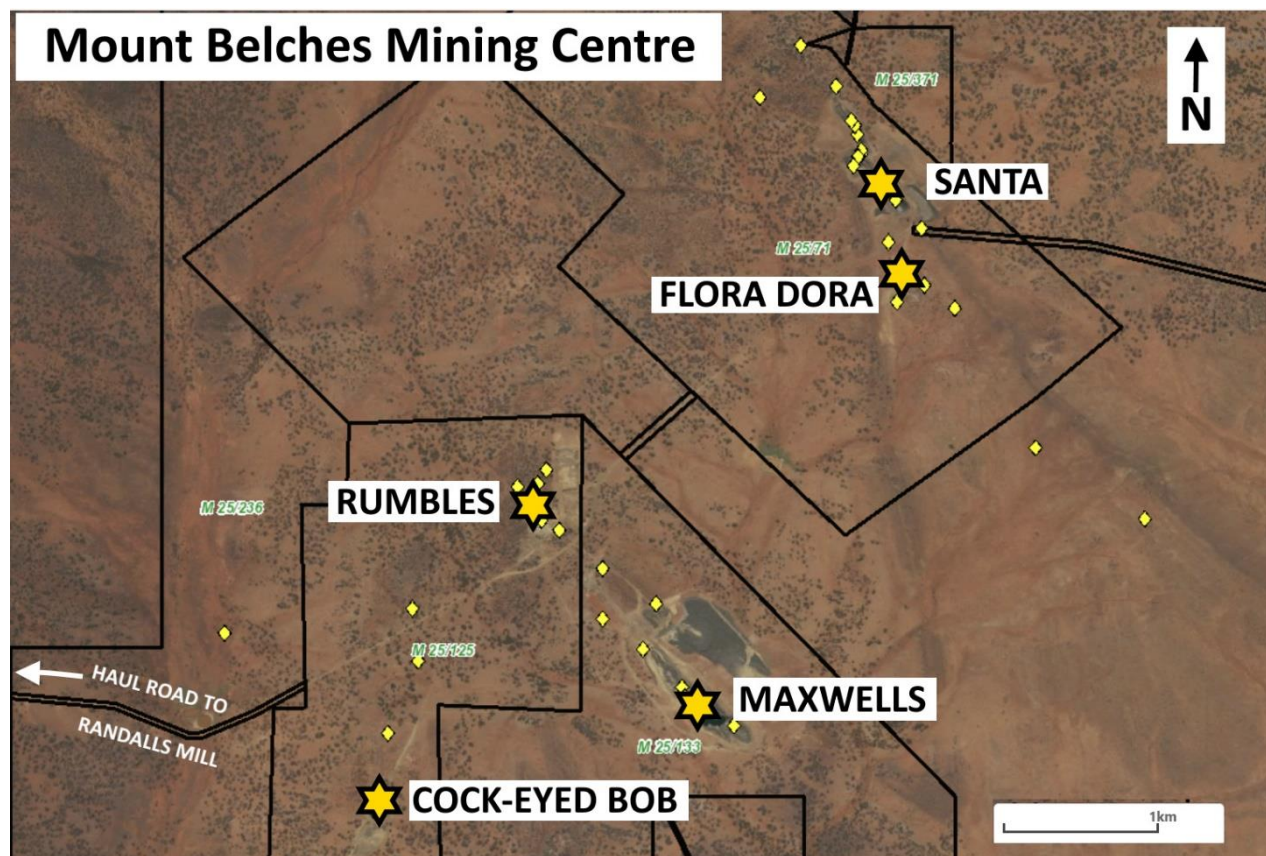 Mount Belches Mining Centre
N
M 25/371
SANTA
M 25/71
FLORA DORA
RUMBLES
M 25/236
M 25/125
HAUL ROAD TO
RANDALLS MILL
MAXWELLS
M 25/133
COCK-EYED BOB
1km